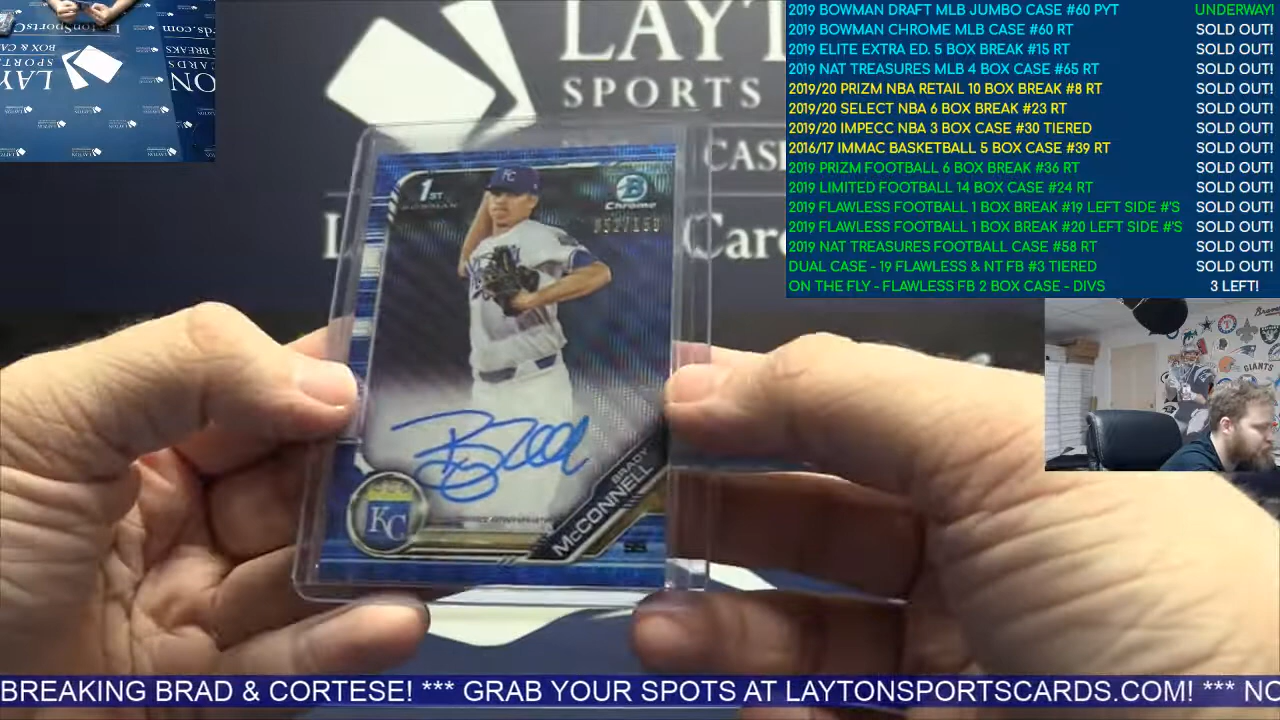 2019 BOWMAN DRAFT MLB JUMBO CASE #60 PYT UNDERWAY!
2019 BOWMAN CHROME MLB CASE #60 RT SOLD OUT!
2019 ELITE EXTRA ED. 5 BOX BREAK #15 RT SOLD OUT!
2019 NAT TREASURES MLB 4 BOX CASE #65 RT SOLD OUT!
2019/20 PRIZM NBA RETAIL 10 BOX BREAK #8 RT SOLD OUT!
2019/20 SELECT NBA 6 BOX BREAK #23 RT SOLD OUT!
2019/20 IMPECC NBA 3 BOX CASE #30 TIERED SOLD OUT!
2016/17 IMMAC BASKETBALL 5 BOX CASE #39 RT SOLD OUT!
2019 PRIZM FOOTBALL 6 BOX BREAK #36 RT SOLD OUT!
2019 LIMITED FOOTBALL 14 BOX CASE #24 RT SOLD OUT!
2019 FLAWLESS FOOTBALL 1 BOX BREAK #19 LEFT SIDE #'S SOLD OUT!
2019 FLAWLESS FOOTBALL 1 BOX BREAK #20 LEFT SIDE #'S SOLD OUT!
2019 NAT TREASURES FOOTBALL CASE #58 RT SOLD OUT!
DUAL CASE - 19 FLAWLESS & NT FB #3 TIERED SOLD OUT!
ON THE FLY - FLAWLESS FB 2 BOX CASE - DIVS 3 LEFT!
LAYT
SPORTS
CAS
Car
KC
1ST
BOWMAN
B
Chrome
052/150
KC
BRADY
McCONNELL
SS
GIANTS
BREAKING BRAD & CORTESE! *** GRAB YOUR SPOTS AT LAYTONSPORTSCARDS.COM! *** NO